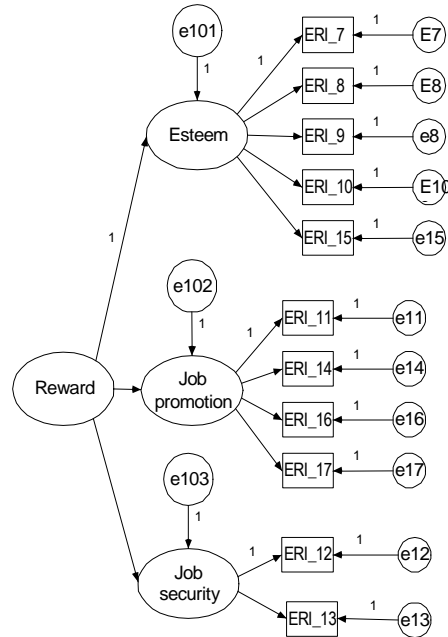 e101
1
1
ERI_7
1
E7
ERI_8
1
E8
Esteem
ERI_9
1
e8
ERI_10
1
E10
ERI_15
1
e15
1
e102
1
1
ERI_11
1
e11
ERI_14
1
e14
Reward
Job
promotion
ERI_16
1
e16
ERI_17
1
e17
e103
1
1
ERI_12
1
e12
Job
security
ERI_13
1
e13